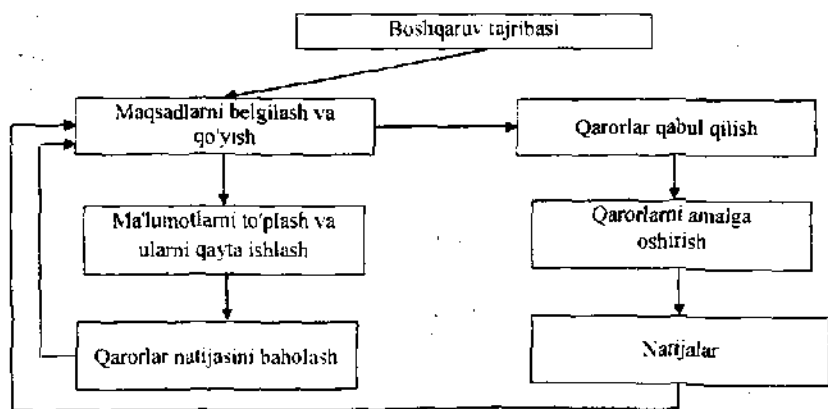 Boshqaruv tajribasi
Maqsadlarni belgilash va
qo'yish
Qarorlar qabul qilish
Ma'lumotlarni to'plash va
ularni qayta ishlash
Qarorlarni amalga
oshirish
Qarorlar natijasini baholash
Natijalar